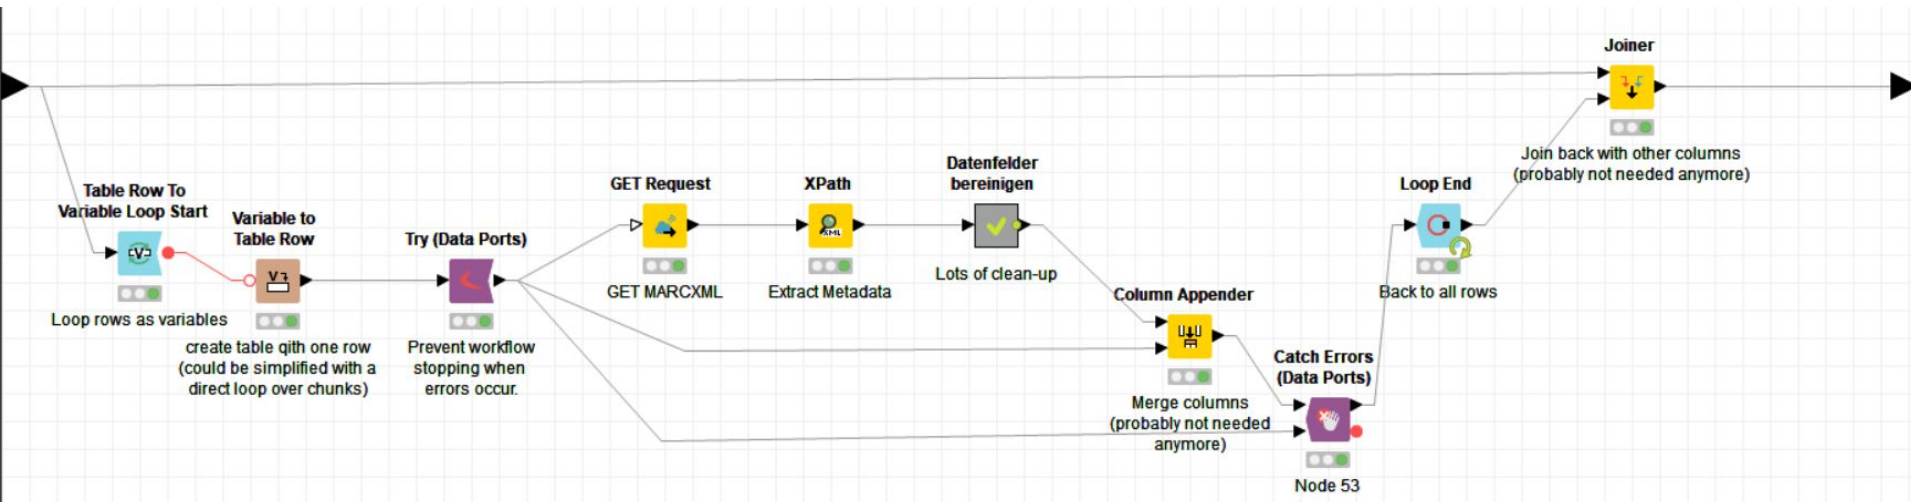 Joiner
Join back with other columns
(probably not needed anymore)
Table Row To
Variable Loop Start
Loop rows as variables
Variable to
Table Row
create table qith one row
(could be simplified with a
direct loop over chunks)
Try (Data Ports)
Prevent workflow
stopping when
errors occur.
GET Request
GET MARCXML
XPath
XML
Extract Metadata
Datenfelder
bereinigen
Lots of clean-up
Column Appender
Merge columns
(probably not needed
anymore)
Catch Errors
(Data Ports)
Node 53
Loop End
Back to all rows